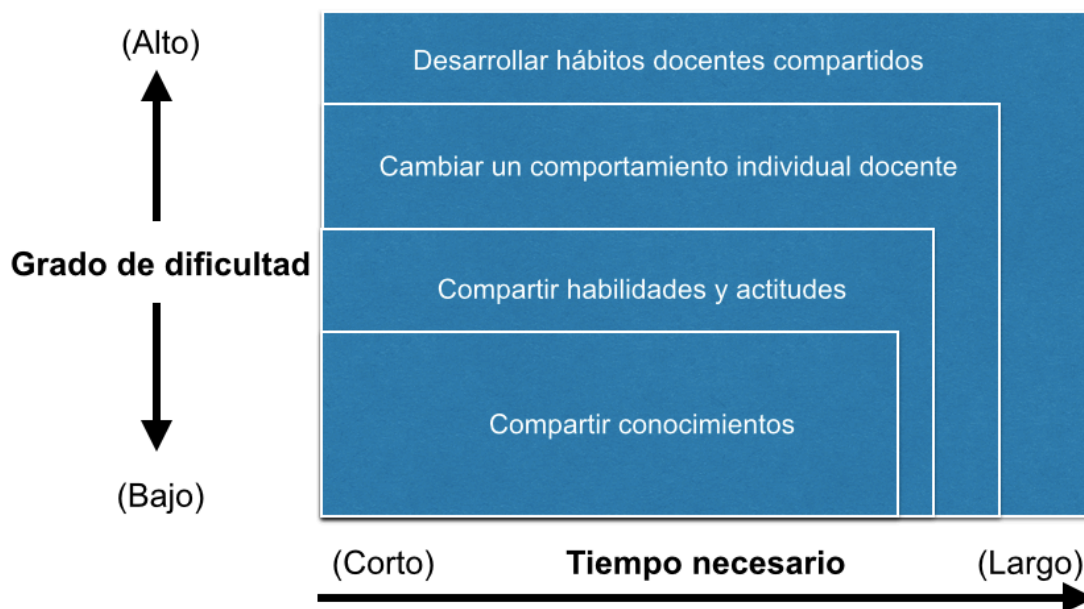 (Alto)
Desarrollar hábitos docentes compartidos
Cambiar un comportamiento individual docente
Grado de dificultad
Compartir habilidades y actitudes
Compartir conocimientos
(Bajo)
(Corto)
Tiempo necesario
(Largo)